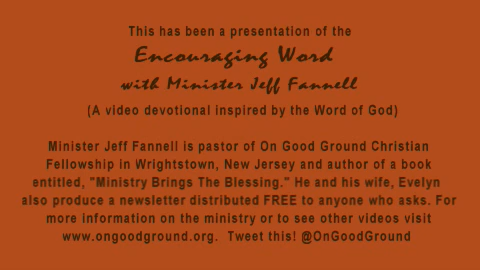 This has been a presentation of the
Encouraging Word
with Minister Jeff Fannell
(A video devotional inspired by the Word of God)
Minister Jeff Fannell is pastor of On Good Ground Christian
Fellowship in Wrightstown, New Jersey and author of a book
entitled, "Ministry Brings The Blessing." He and his wife, Evelyn
also produce a newsletter distributed FREE to anyone who asks. For
more information on the ministry or to see other videos visit
www.ongoodground.org. Tweet this! @OnGoodGround